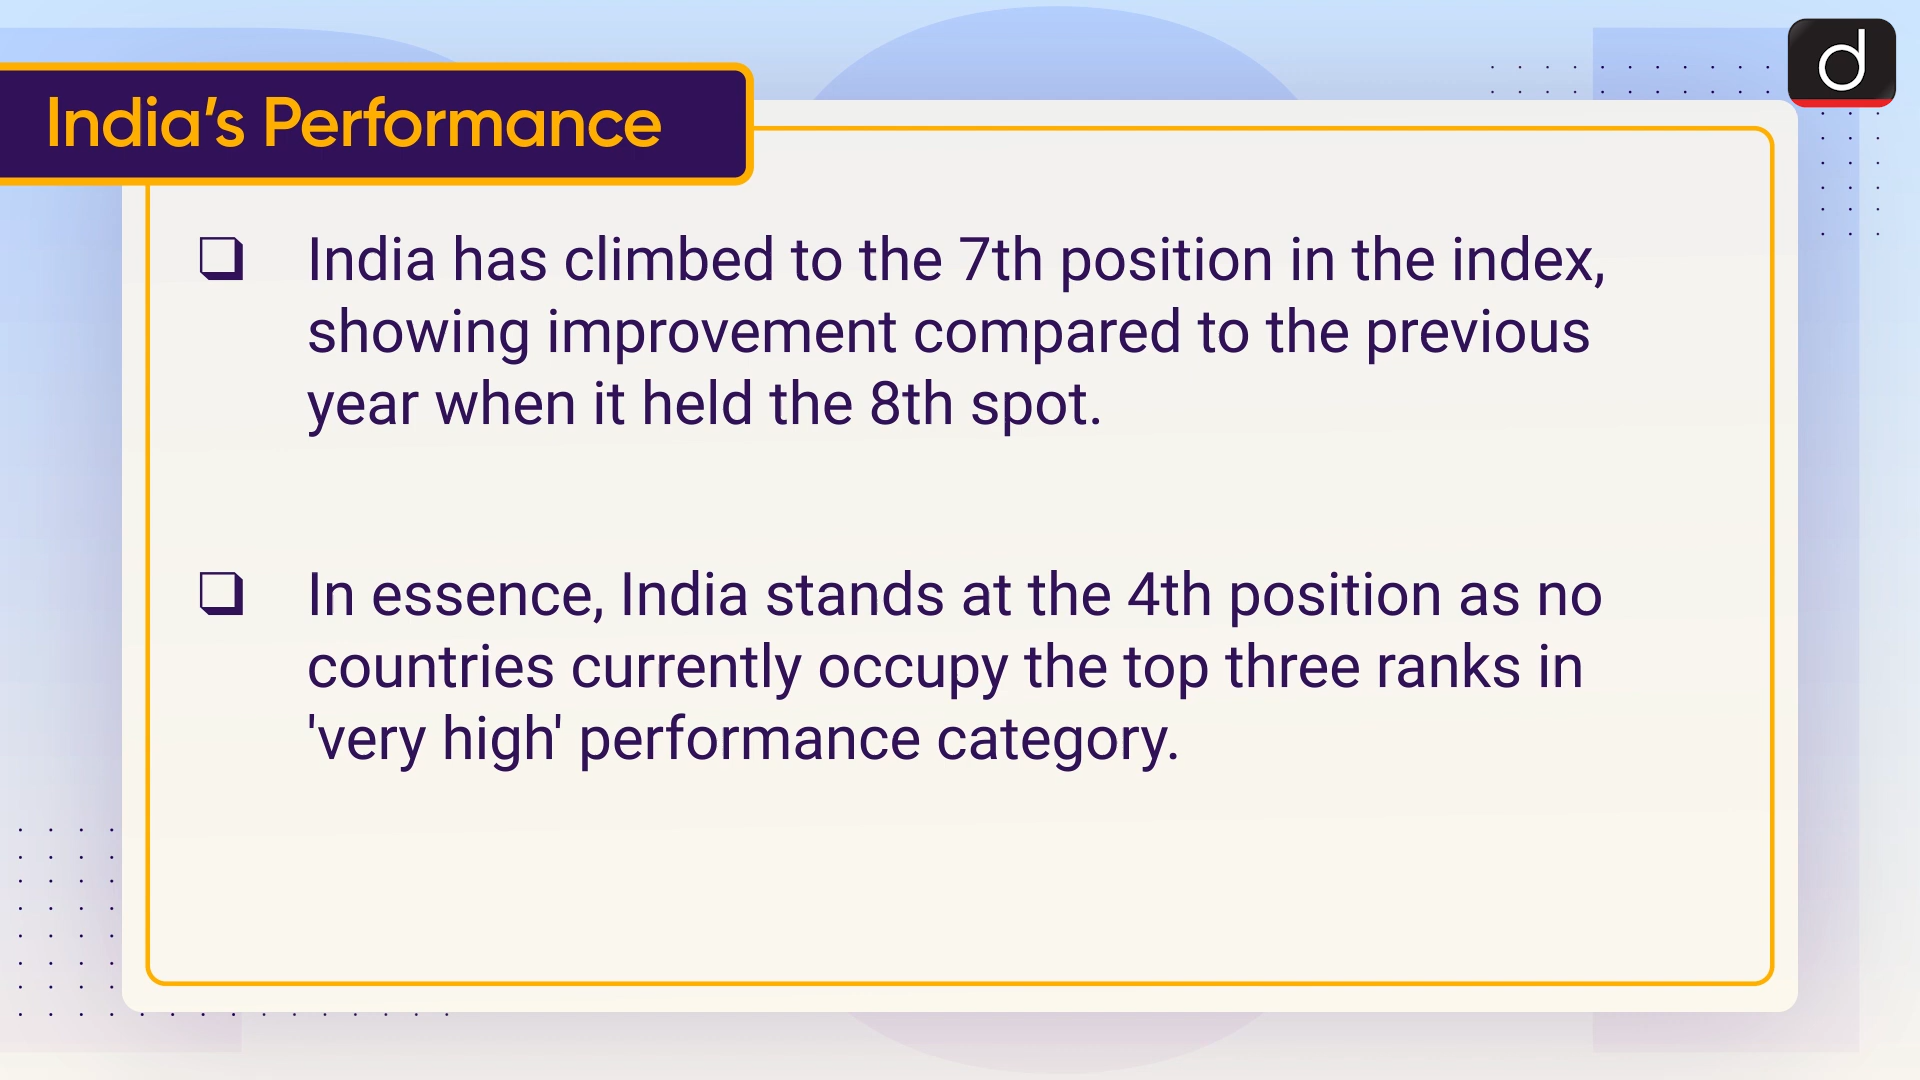 India’s Performance
d
❑ India has climbed to the 7th position in the index,
showing improvement compared to the previous
year when it held the 8th spot.
❑ In essence, India stands at the 4th position as no
countries currently occupy the top three ranks in
'very high' performance category.